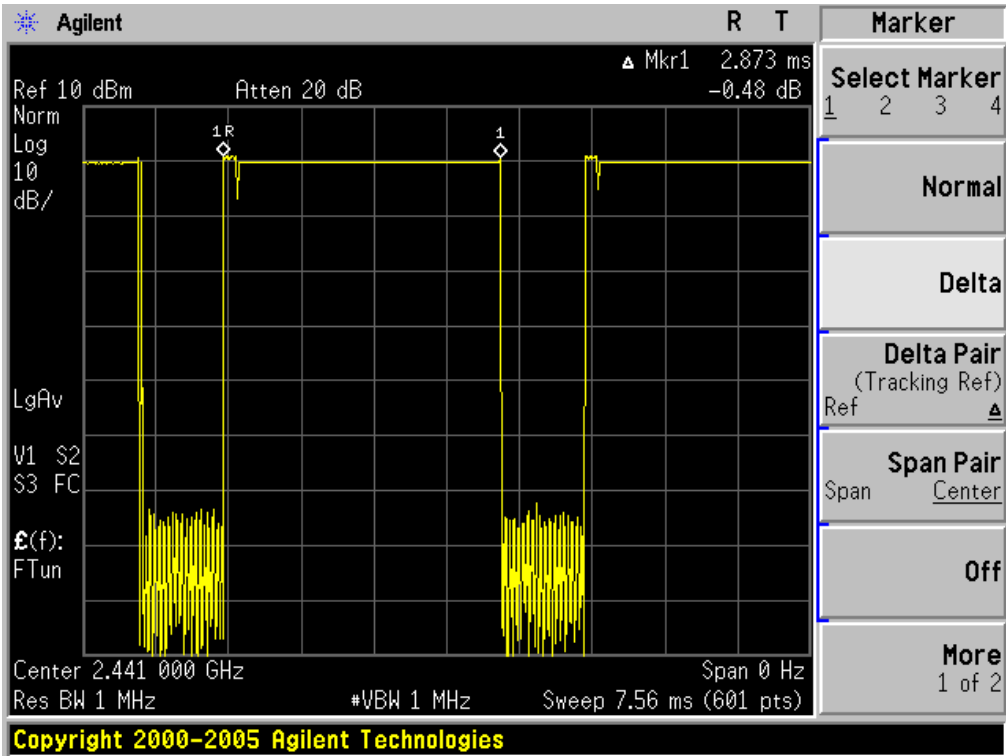 Agilent R T
Marker
Δ Mkr1 2.873 ms
Ref 10 dBm Atten 20 dB -0.48 dB
Norm
Log
10
dB/
1R
1
LgAv
V1 S2
S3 FC
£(f):
FTun
Center 2.441 000 GHz Span 0 Hz
Res BW 1 MHz #VBW 1 MHz Sweep 7.56 ms (601 pts)
Select Marker
1 2 3 4
Normal
Delta
Delta Pair
(Tracking Ref)
Ref Δ
Span Pair
Span Center
Off
More
1 of 2
Copyright 2000-2005 Agilent Technologies